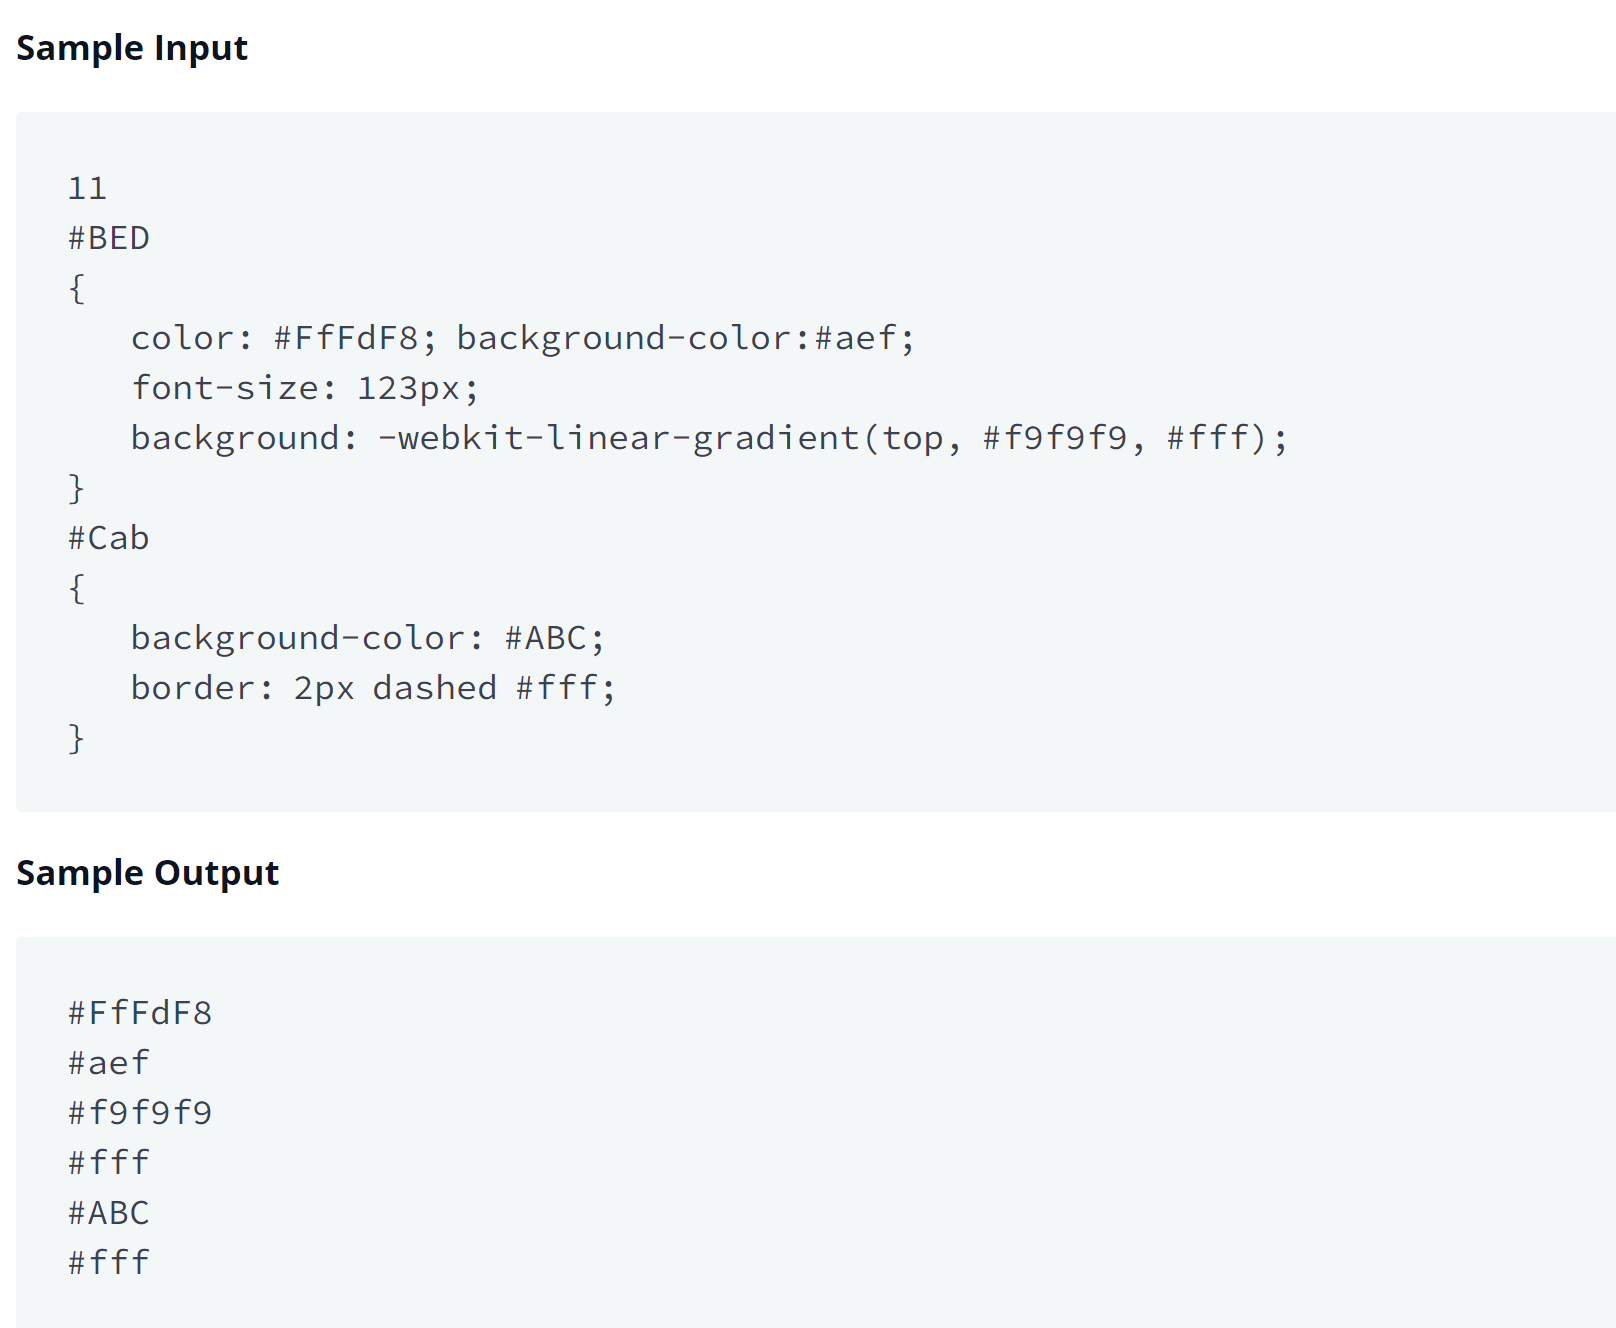 Sample Input
11
#BED
{
   color: #FfFdF8; background-color:#aef;
   font-size: 123px;
   background: -webkit-linear-gradient(top, #f9f9f9, #fff);
}
#Cab
{
   background-color: #ABC;
   border: 2px dashed #fff;
}
Sample Output
#FfFdF8
#aef
#f9f9f9
#fff
#ABC
#fff